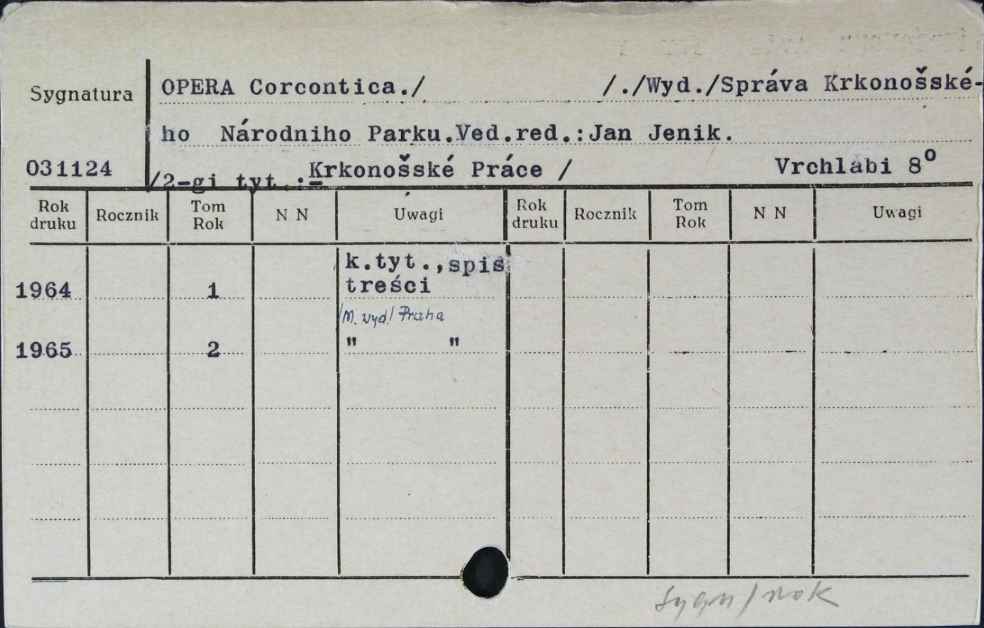 OPERA Corcontica./ /./Wyd./Správa Krkonošské-
Sygnatura
ho Národniho Parku.Ved.red.:Jan Jenik.
031124
/2-gi tyt.:-Krkonošské Práce / Vrchlabi 8°
Rok druku Rocznik Tom Rok N N Uwagi Rok druku Rocznik Tom Rok N N Uwagi
k.tyt.,spis
1964 1 treści
/M. wyd/ Praha
1965 2 " "
Sygn/rok